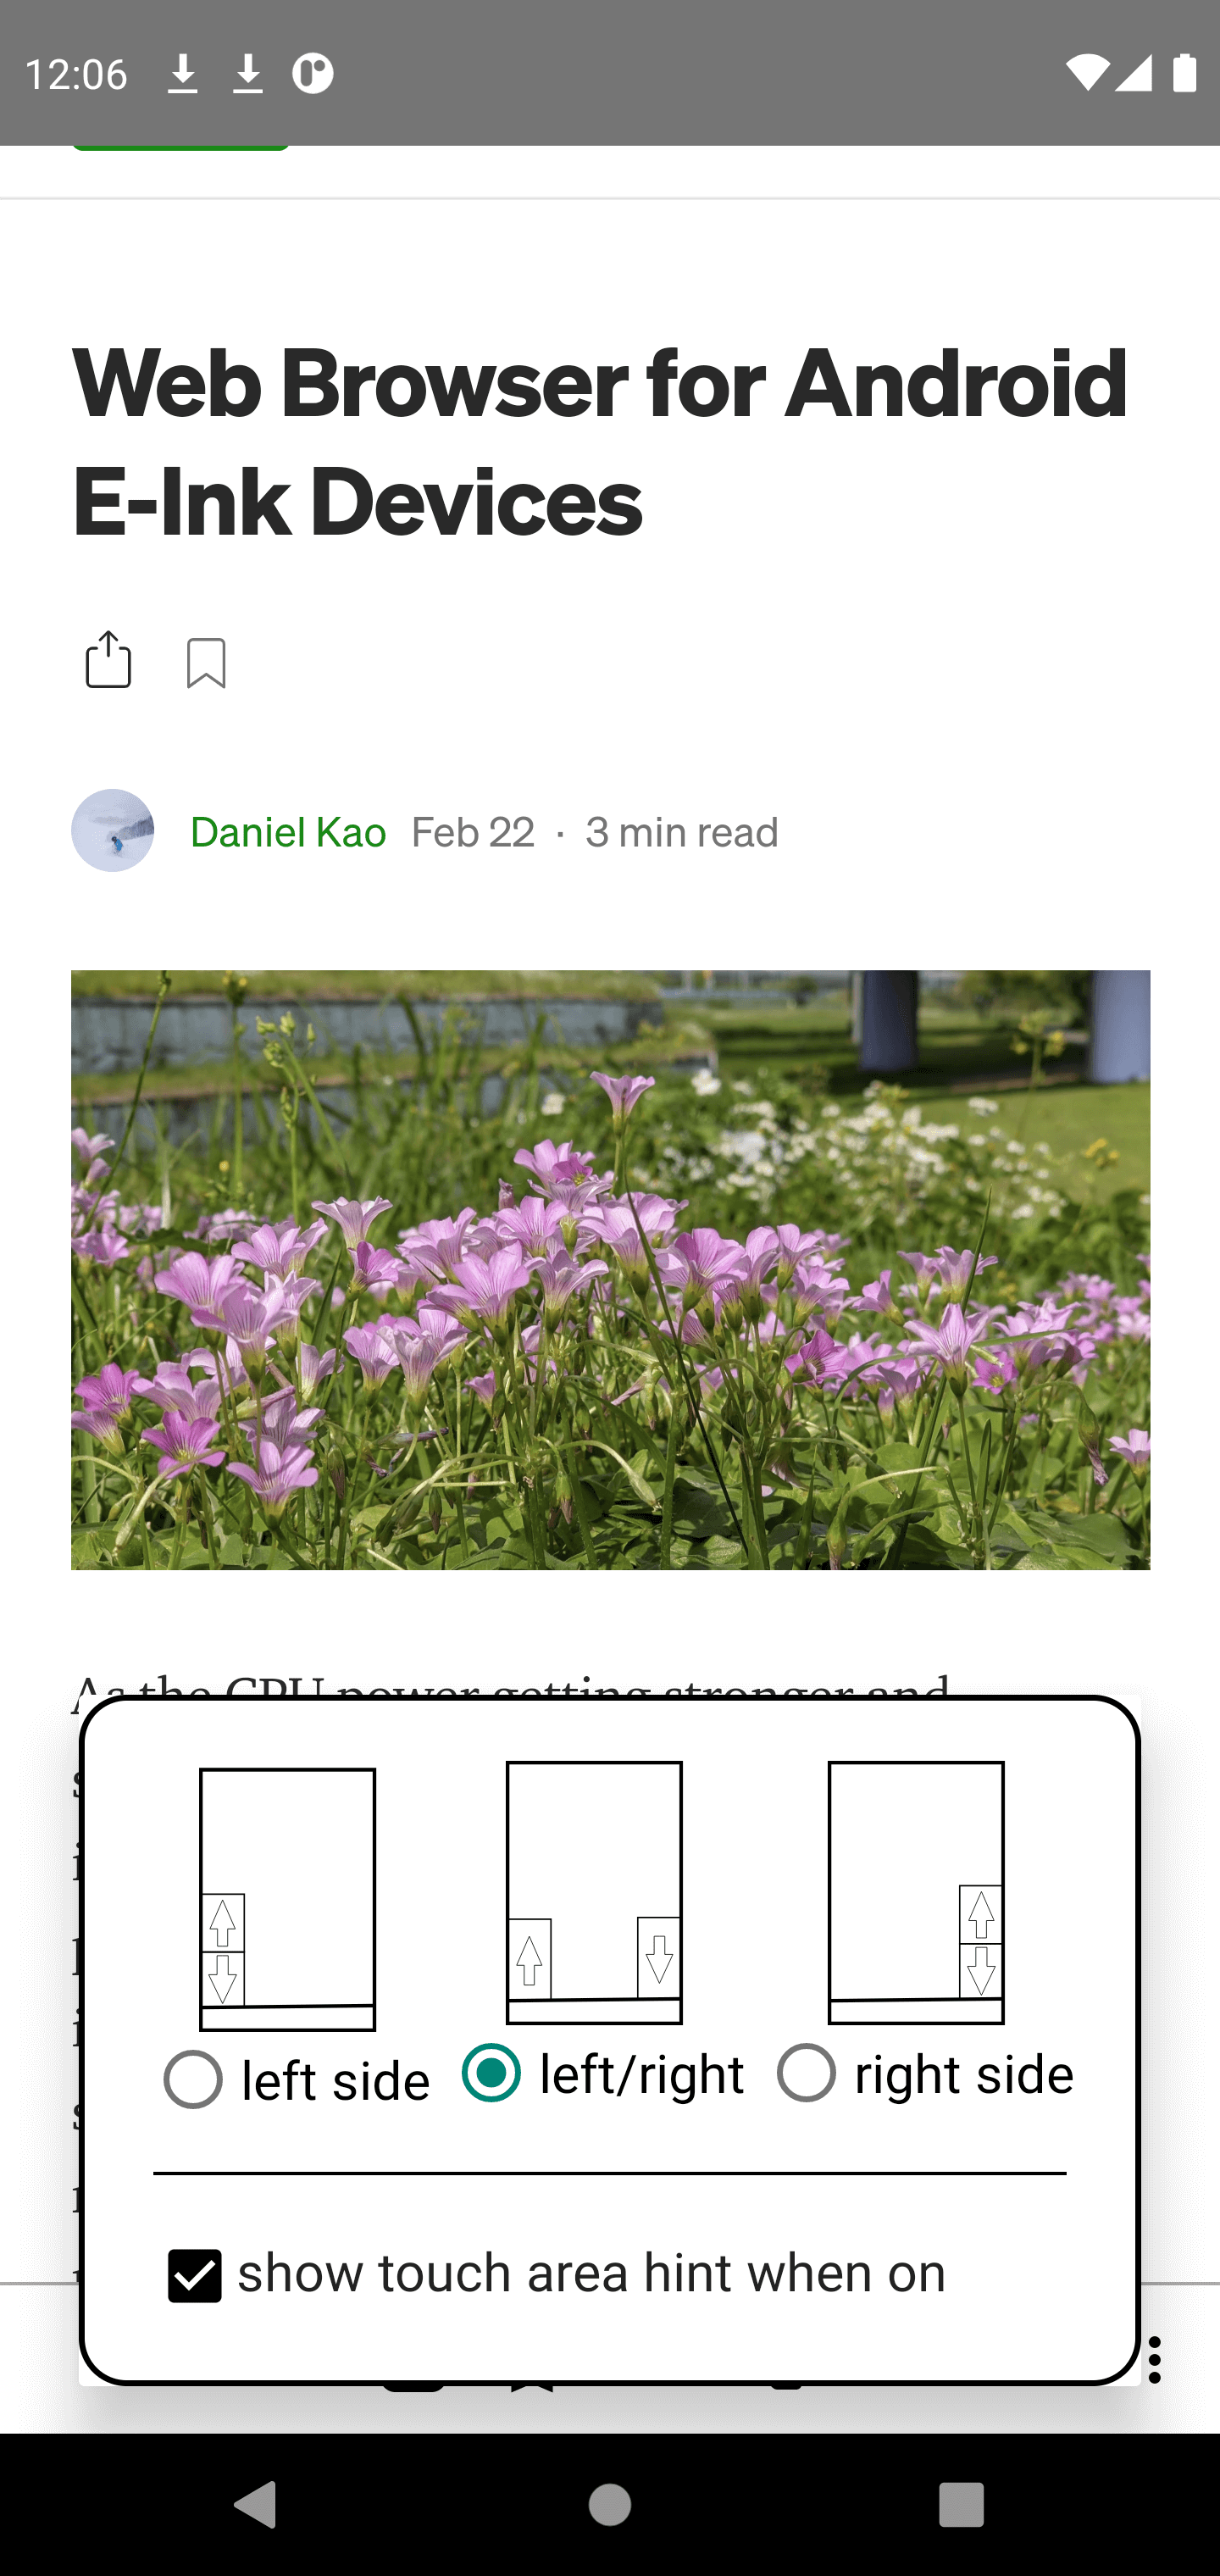 12:06
Web Browser for Android
E-Ink Devices
Daniel Kao Feb 22 · 3 min read
As the CPU power getting stronger and
left side left/right right side
show touch area hint when on